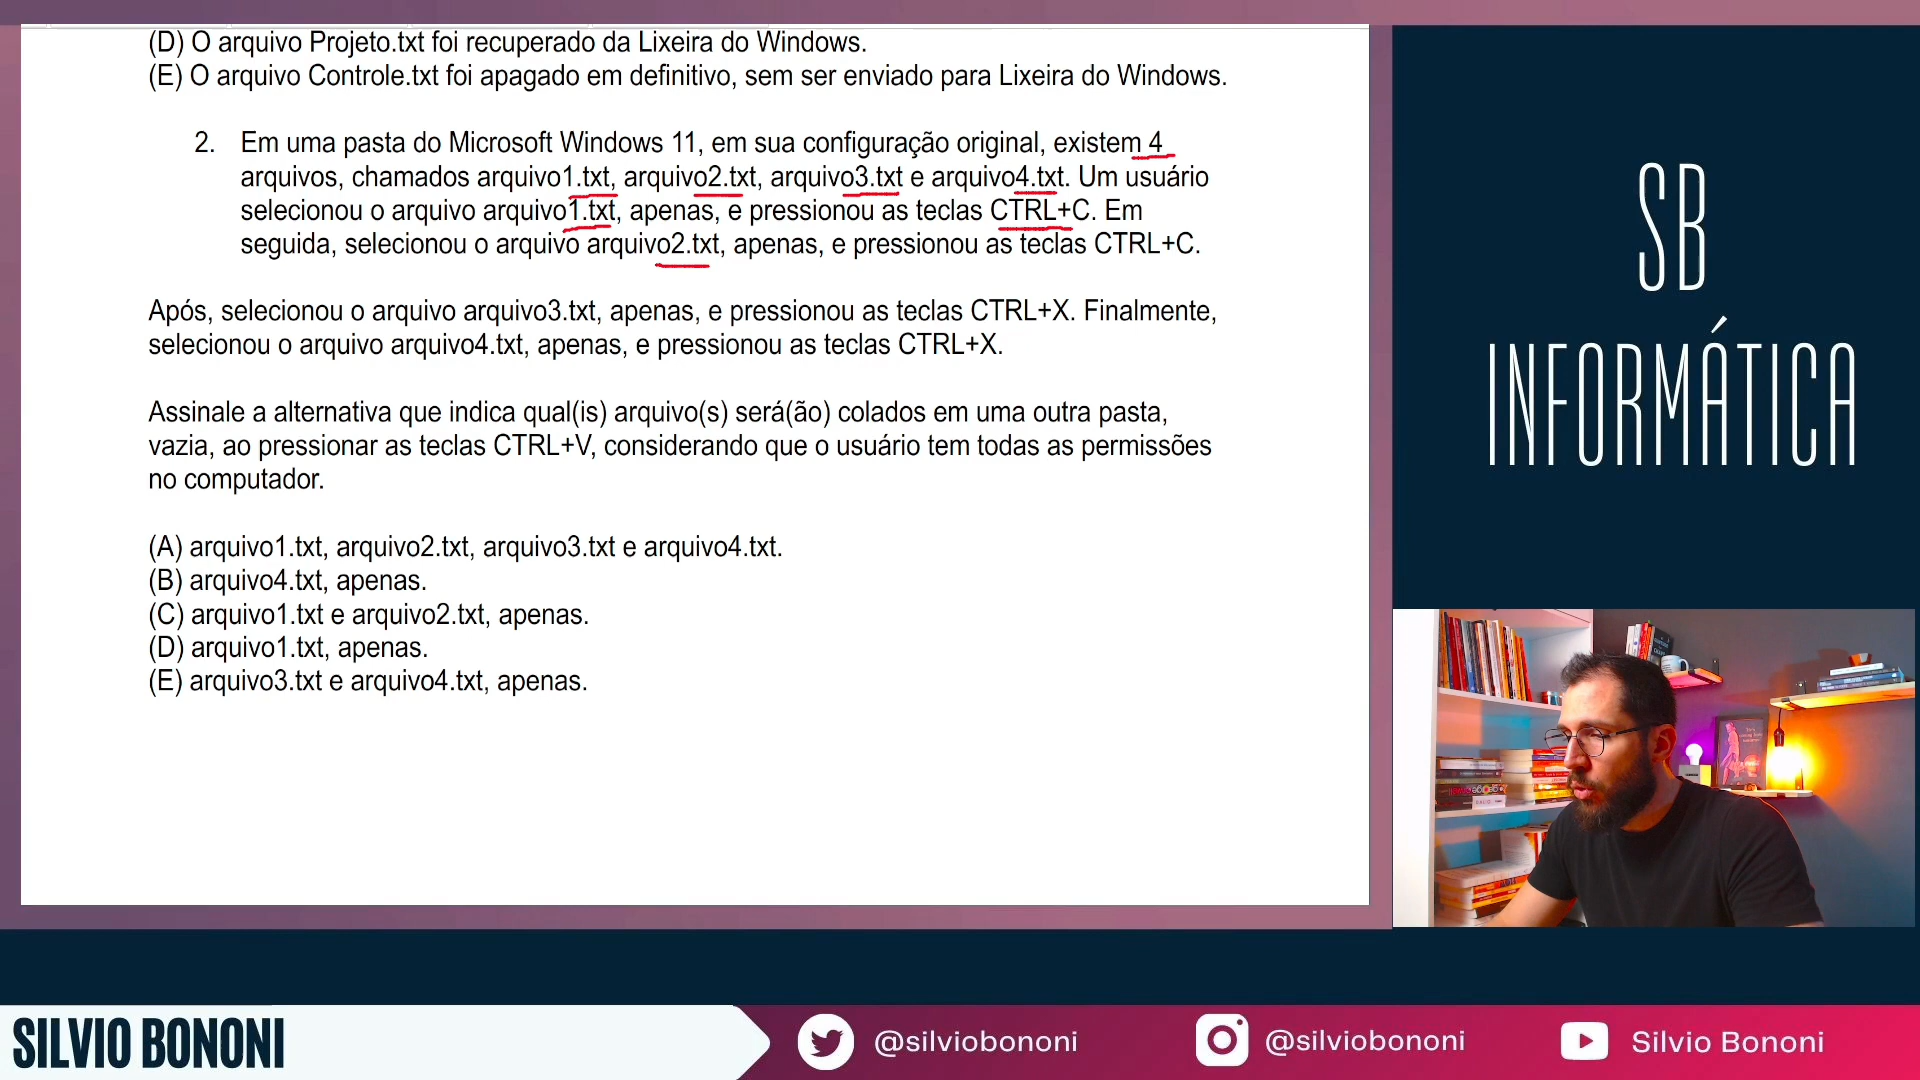 (D) O arquivo Projeto.txt foi recuperado da Lixeira do Windows.
(E) O arquivo Controle.txt foi apagado em definitivo, sem ser enviado para Lixeira do Windows.
2. Em uma pasta do Microsoft Windows 11, em sua configuração original, existem 4
arquivos, chamados arquivo1.txt, arquivo2.txt, arquivo3.txt e arquivo4.txt. Um usuário
selecionou o arquivo arquivo1.txt, apenas, e pressionou as teclas CTRL+C. Em
seguida, selecionou o arquivo arquivo2.txt, apenas, e pressionou as teclas CTRL+C.
Após, selecionou o arquivo arquivo3.txt, apenas, e pressionou as teclas CTRL+X. Finalmente,
selecionou o arquivo arquivo4.txt, apenas, e pressionou as teclas CTRL+X.
Assinale a alternativa que indica qual(is) arquivo(s) será(ão) colados em uma outra pasta,
vazia, ao pressionar as teclas CTRL+V, considerando que o usuário tem todas as permissões
no computador.
(A) arquivo1.txt, arquivo2.txt, arquivo3.txt e arquivo4.txt.
(B) arquivo4.txt, apenas.
(C) arquivo1.txt e arquivo2.txt, apenas.
(D) arquivo1.txt, apenas.
(E) arquivo3.txt e arquivo4.txt, apenas.
SB
INFORMÁTICA
SILVIO BONONI
@silviobononi
@silviobononi
Silvio Bononi